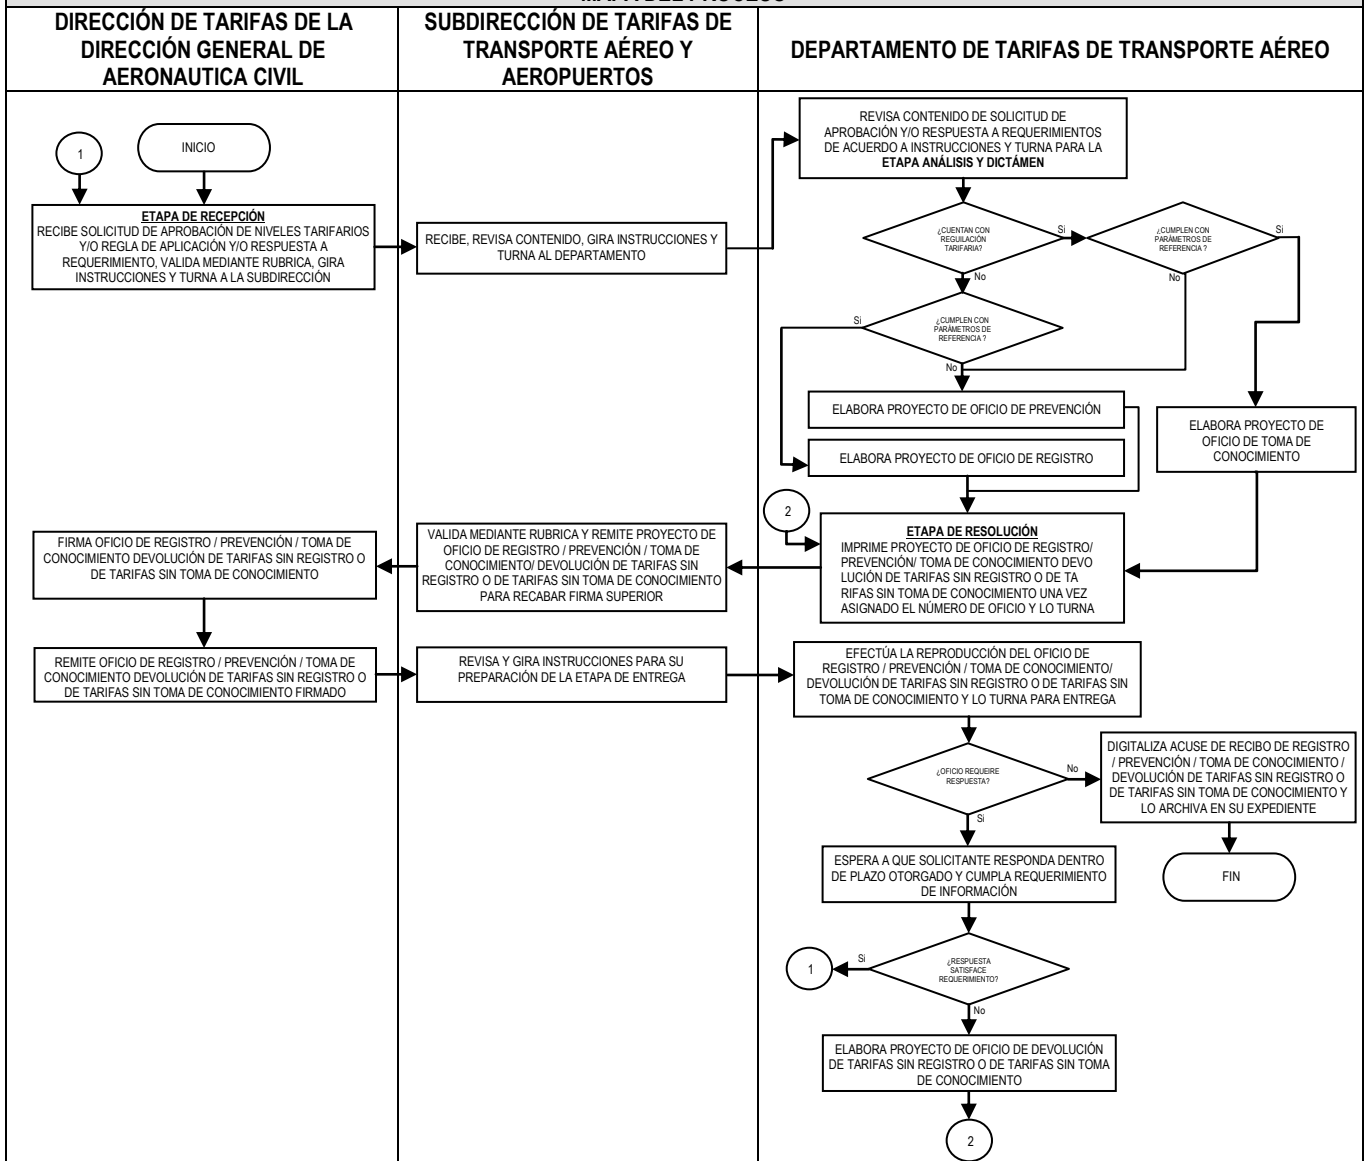 DIRECCIÓN DE TARIFAS DE LA
DIRECCIÓN GENERAL DE
AERONAUTICA CIVIL
SUBDIRECCIÓN DE TARIFAS DE
TRANSPORTE AÉREO Y
AEROPUERTOS
DEPARTAMENTO DE TARIFAS DE TRANSPORTE AÉREO
1
INICIO
ETAPA DE RECEPCIÓN
RECIBE SOLICITUD DE APROBACIÓN DE NIVELES TARIFARIOS
Y/O REGLA DE APLICACIÓN Y/O RESPUESTA A
REQUERIMIENTO, VALIDA MEDIANTE RUBRICA, GIRA
INSTRUCCIONES Y TURNA A LA SUBDIRECCIÓN
RECIBE, REVISA CONTENIDO, GIRA INSTRUCCIONES Y
TURNA AL DEPARTAMENTO
REVISA CONTENIDO DE SOLICITUD DE
APROBACIÓN Y/O RESPUESTA A REQUERIMIENTOS
DE ACUERDO A INSTRUCCIONES Y TURNA PARA LA
ETAPA ANÁLISIS Y DICTÁMEN
¿CUENTAN CON
REGUILACIÓN
TARIFARIA?
Si
No
¿CUMPLEN CON
PARÁMETROS DE
REFERENCIA ?
Si
No
¿CUMPLEN CON
PARÁMETROS DE
REFERENCIA ?
Si
No
ELABORA PROYECTO DE OFICIO DE PREVENCIÓN
ELABORA PROYECTO DE OFICIO DE REGISTRO
ELABORA PROYECTO DE
OFICIO DE TOMA DE
CONOCIMIENTO
2
ETAPA DE RESOLUCIÓN
IMPRIME PROYECTO DE OFICIO DE REGISTRO/
PREVENCIÓN/ TOMA DE CONOCIMIENTO DEVO
LUCIÓN DE TARIFAS SIN REGISTRO O DE TA
RIFAS SIN TOMA DE CONOCIMIENTO UNA VEZ
ASIGNADO EL NÚMERO DE OFICIO Y LO TURNA
VALIDA MEDIANTE RUBRICA Y REMITE PROYECTO DE
OFICIO DE REGISTRO / PREVENCIÓN / TOMA DE
CONOCIMIENTO/ DEVOLUCIÓN DE TARIFAS SIN
REGISTRO O DE TARIFAS SIN TOMA DE CONOCIMIENTO
PARA RECABAR FIRMA SUPERIOR
FIRMA OFICIO DE REGISTRO / PREVENCIÓN / TOMA DE
CONOCIMIENTO DEVOLUCIÓN DE TARIFAS SIN REGISTRO O
DE TARIFAS SIN TOMA DE CONOCIMIENTO
REMITE OFICIO DE REGISTRO / PREVENCIÓN / TOMA DE
CONOCIMIENTO DEVOLUCIÓN DE TARIFAS SIN REGISTRO O
DE TARIFAS SIN TOMA DE CONOCIMIENTO FIRMADO
REVISA Y GIRA INSTRUCCIONES PARA SU
PREPARACIÓN DE LA ETAPA DE ENTREGA
EFECTÚA LA REPRODUCCIÓN DEL OFICIO DE
REGISTRO / PREVENCIÓN / TOMA DE CONOCIMIENTO/
DEVOLUCIÓN DE TARIFAS SIN REGISTRO O DE TARIFAS SIN
TOMA DE CONOCIMIENTO Y LO TURNA PARA ENTREGA
¿OFICIO REQUEIRE
RESPUESTA?
No
Si
DIGITALIZA ACUSE DE RECIBO DE REGISTRO
/ PREVENCIÓN / TOMA DE CONOCIMIENTO /
DEVOLUCIÓN DE TARIFAS SIN REGISTRO O
DE TARIFAS SIN TOMA DE CONOCIMIENTO Y
LO ARCHIVA EN SU EXPEDIENTE
FIN
ESPERA A QUE SOLICITANTE RESPONDA DENTRO
DE PLAZO OTORGADO Y CUMPLA REQUERIMIENTO
DE INFORMACIÓN
¿RESPUESTA
SATISFACE
REQUERIMIENTO?
Si
1
No
ELABORA PROYECTO DE OFICIO DE DEVOLUCIÓN
DE TARIFAS SIN REGISTRO O DE TARIFAS SIN TOMA
DE CONOCIMIENTO
2